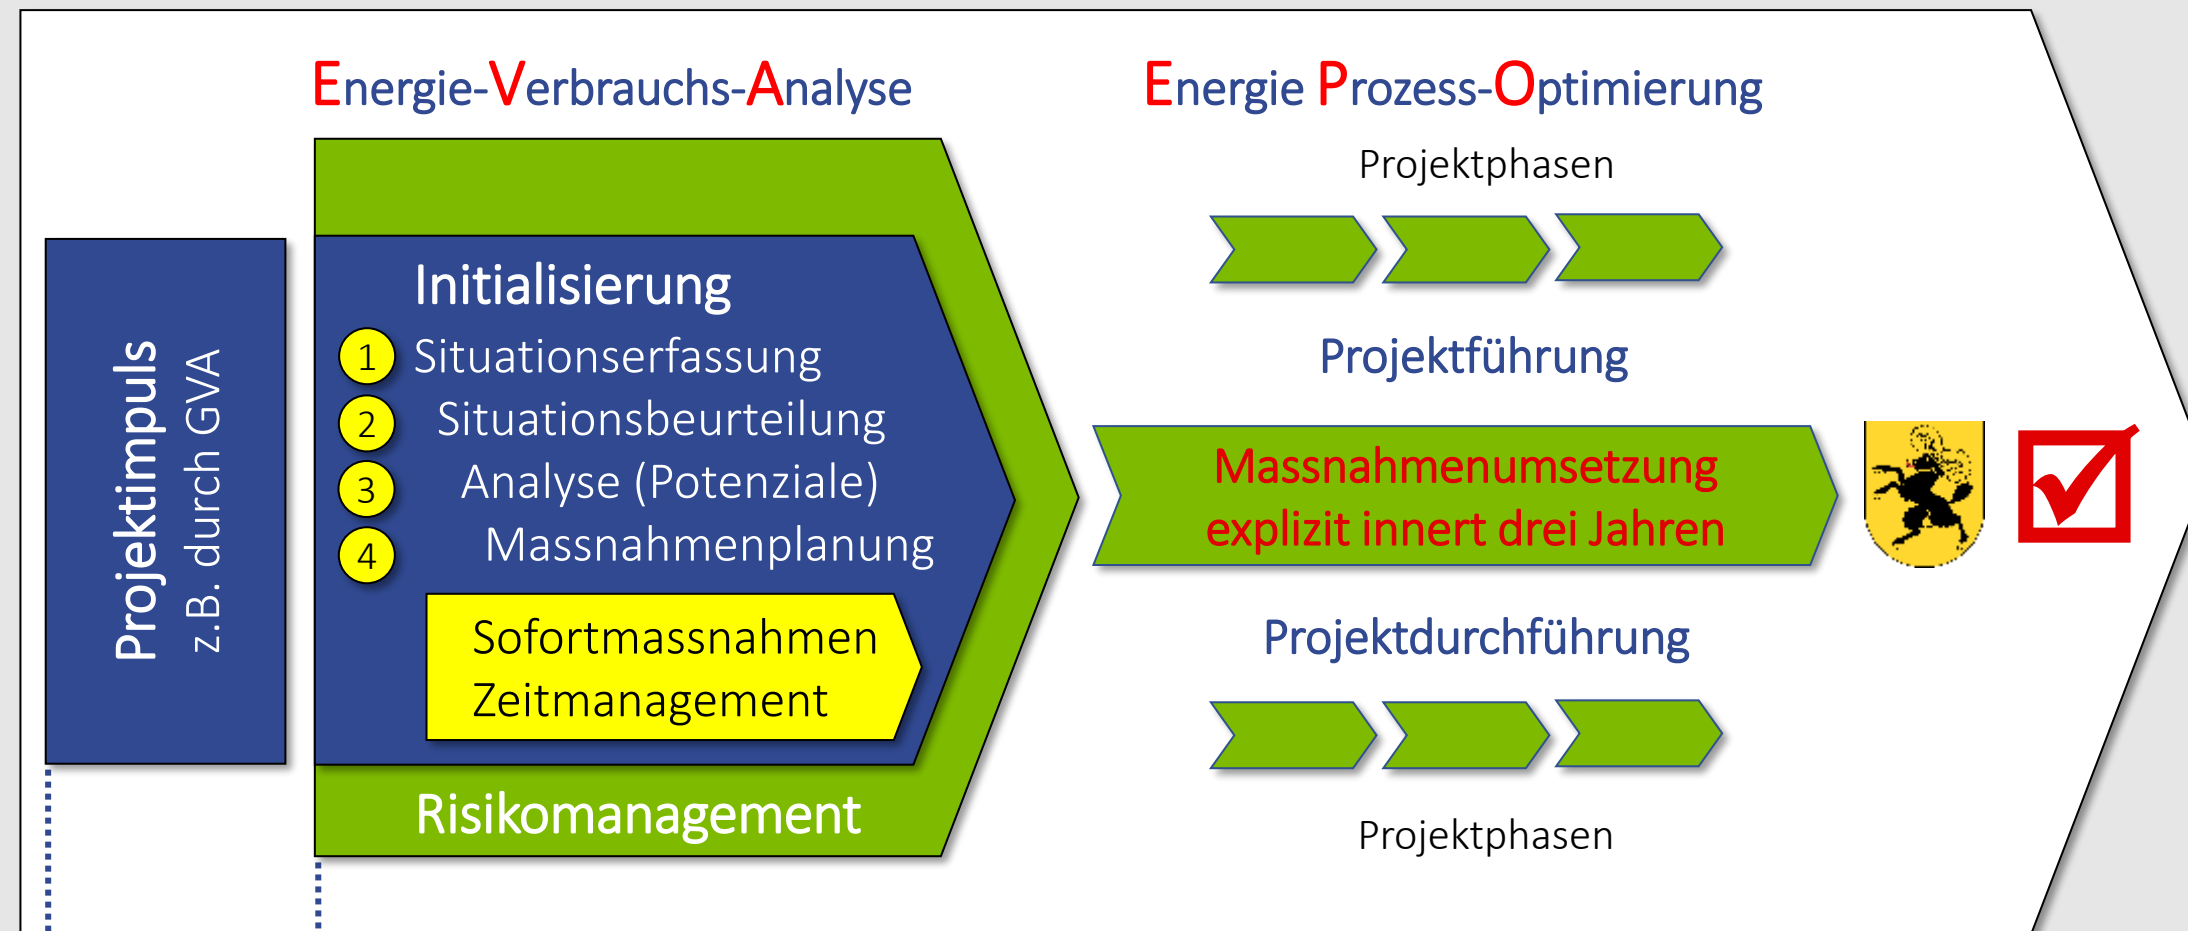 Energie-Verbrauchs-Analyse
Energie Prozess-Optimierung
Projektimpuls
z.B. durch GVA
Initialisierung
1 Situationserfassung
2 Situationsbeurteilung
3 Analyse (Potenziale)
4 Massnahmenplanung
Sofortmassnahmen
Zeitmanagement
Risikomanagement
Projektphasen
Projektführung
Massnahmenumsetzung
explizit innert drei Jahren
Projektdurchführung
Projektphasen